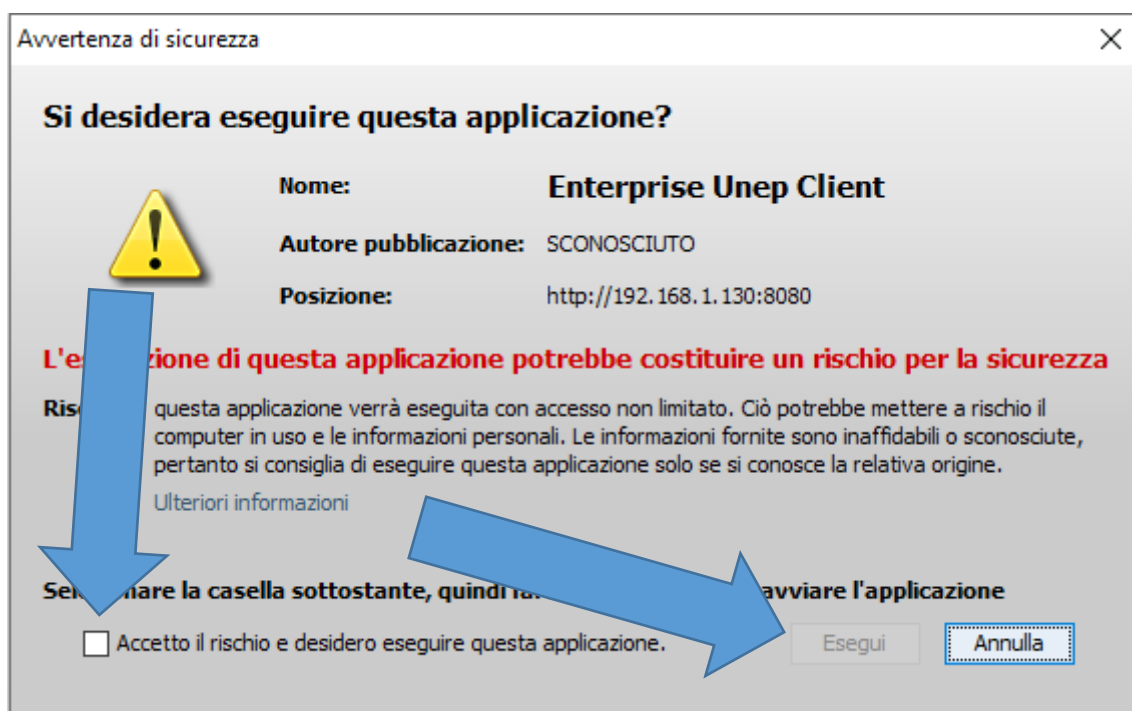 Avvertenza di sicurezza
Si desidera eseguire questa applicazione?
Nome: Enterprise Unep Client
Autore pubblicazione: SCONOSCIUTO
Posizione: http://192.168.1.130:8080
di questa applicazione potrebbe costituire un rischio per la sicurezza
questa applicazione verrà eseguita con accesso non limitato. Ciò potrebbe mettere a rischio il
computer in uso e le informazioni personali. Le informazioni fornite sono inaffidabili o sconosciute,
pertanto si consiglia di eseguire questa applicazione solo se si conosce la relativa origine.
Ulteriori informazioni
la casella sottostante, quindi avviare l'applicazione
Accetto il rischio e desidero eseguire questa applicazione. Esegui Annulla